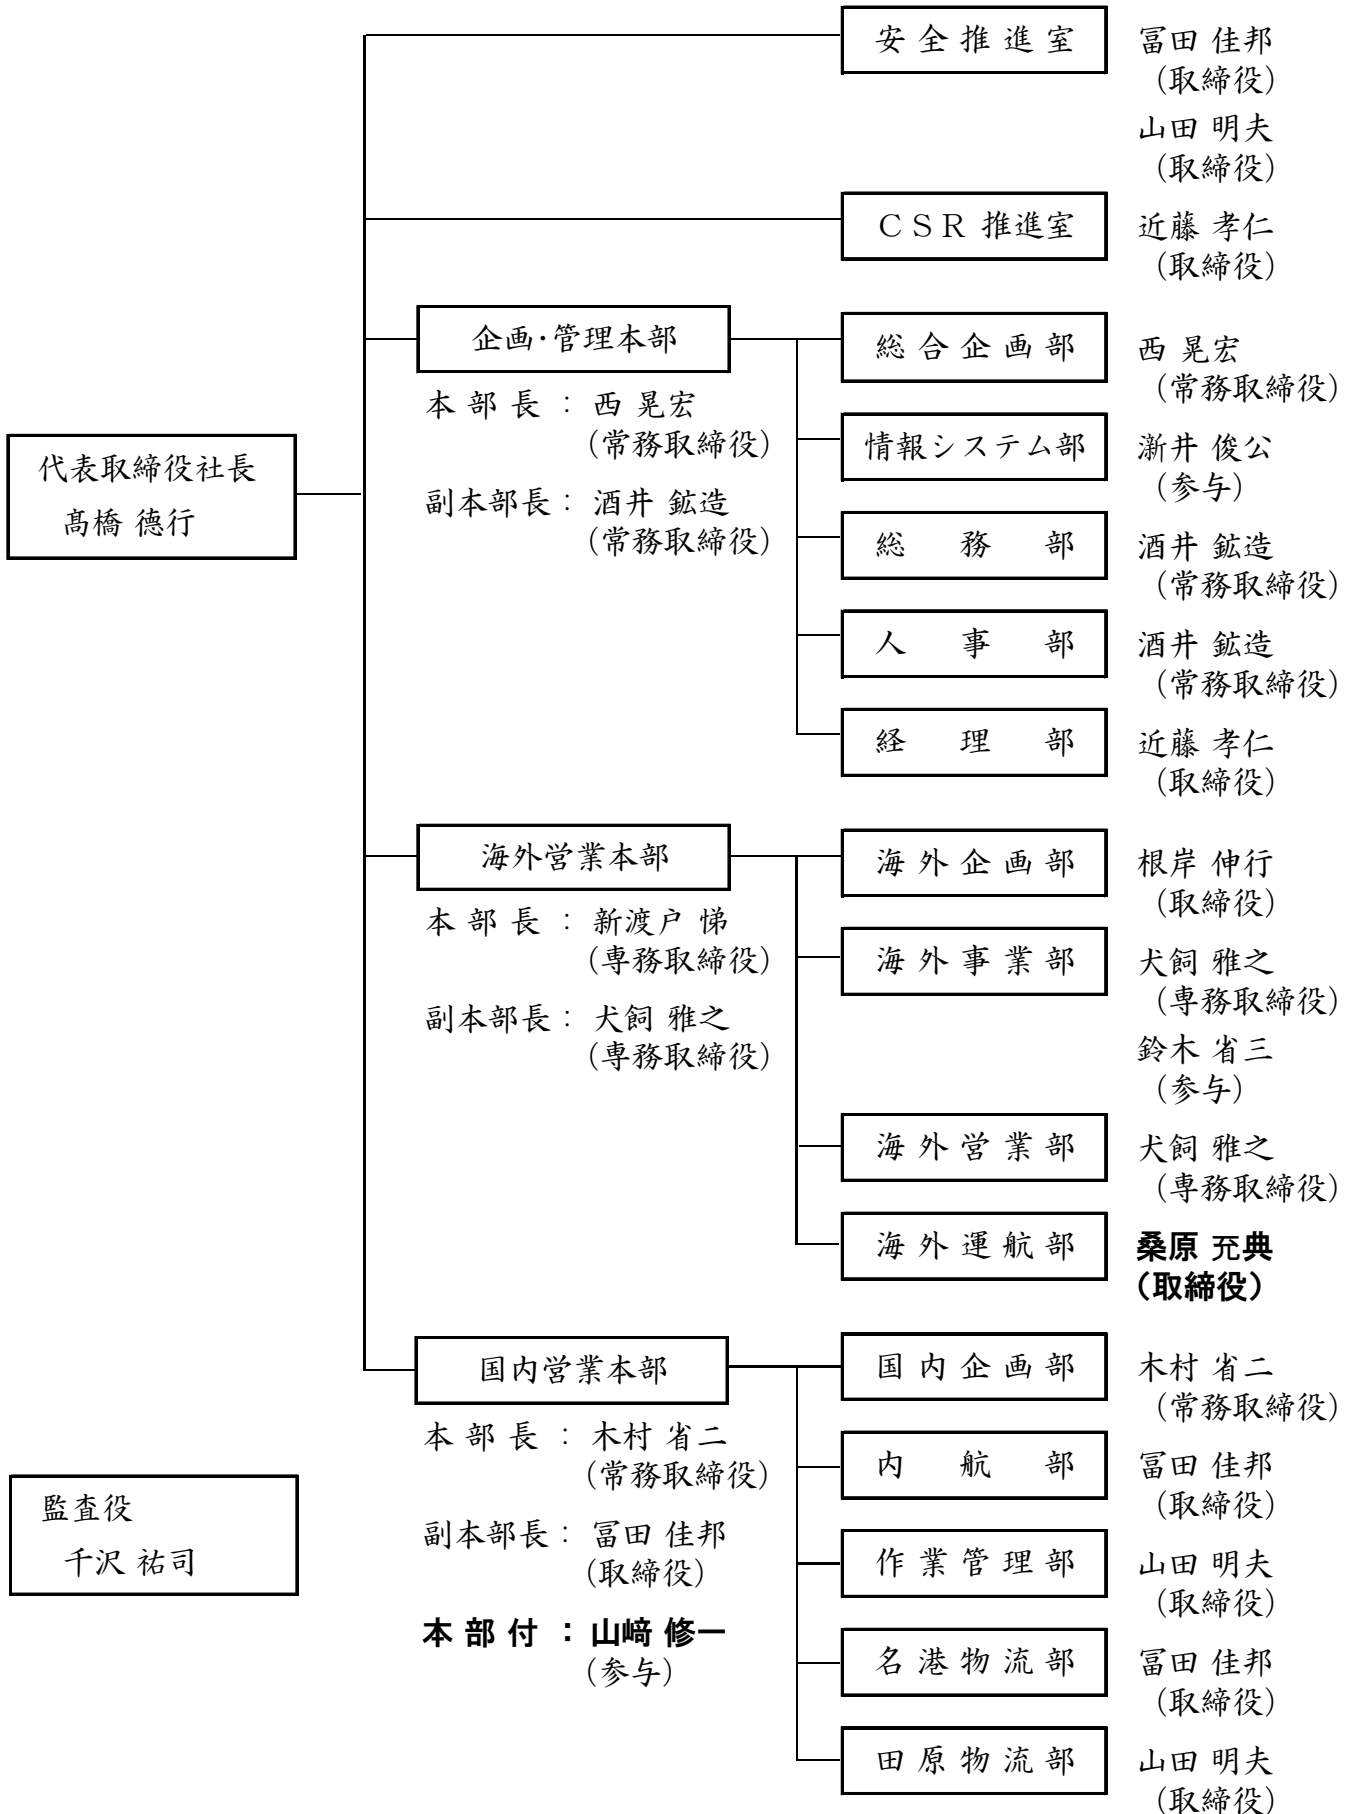 安全推進室
冨田 佳邦
(取締役)
山田 明夫
(取締役)
CSR 推進室
近藤 孝仁
(取締役)
代表取締役社長
髙橋 德行
企画・管理本部
本部長 : 西 晃宏
(常務取締役)
副本部長 : 酒井 鉱造
(常務取締役)
総合企画部
西 晃宏
(常務取締役)
情報システム部
漸井 俊公
(参与)
総務部
酒井 鉱造
(常務取締役)
人事部
酒井 鉱造
(常務取締役)
経理部
近藤 孝仁
(取締役)
海外営業本部
本部長 : 新渡戸 悌
(専務取締役)
副本部長 : 犬飼 雅之
(専務取締役)
海外企画部
根岸 伸行
(取締役)
海外事業部
犬飼 雅之
(専務取締役)
鈴木 省三
(参与)
海外営業部
犬飼 雅之
(専務取締役)
海外運航部
桑原 充典
(取締役)
国内営業本部
本部長 : 木村 省二
(常務取締役)
副本部長 : 冨田 佳邦
(取締役)
本部付 : 山﨑 修一
(参与)
国内企画部
木村 省二
(常務取締役)
内航部
冨田 佳邦
(取締役)
作業管理部
山田 明夫
(取締役)
名港物流部
冨田 佳邦
(取締役)
田原物流部
山田 明夫
(取締役)
監査役
千沢 祐司